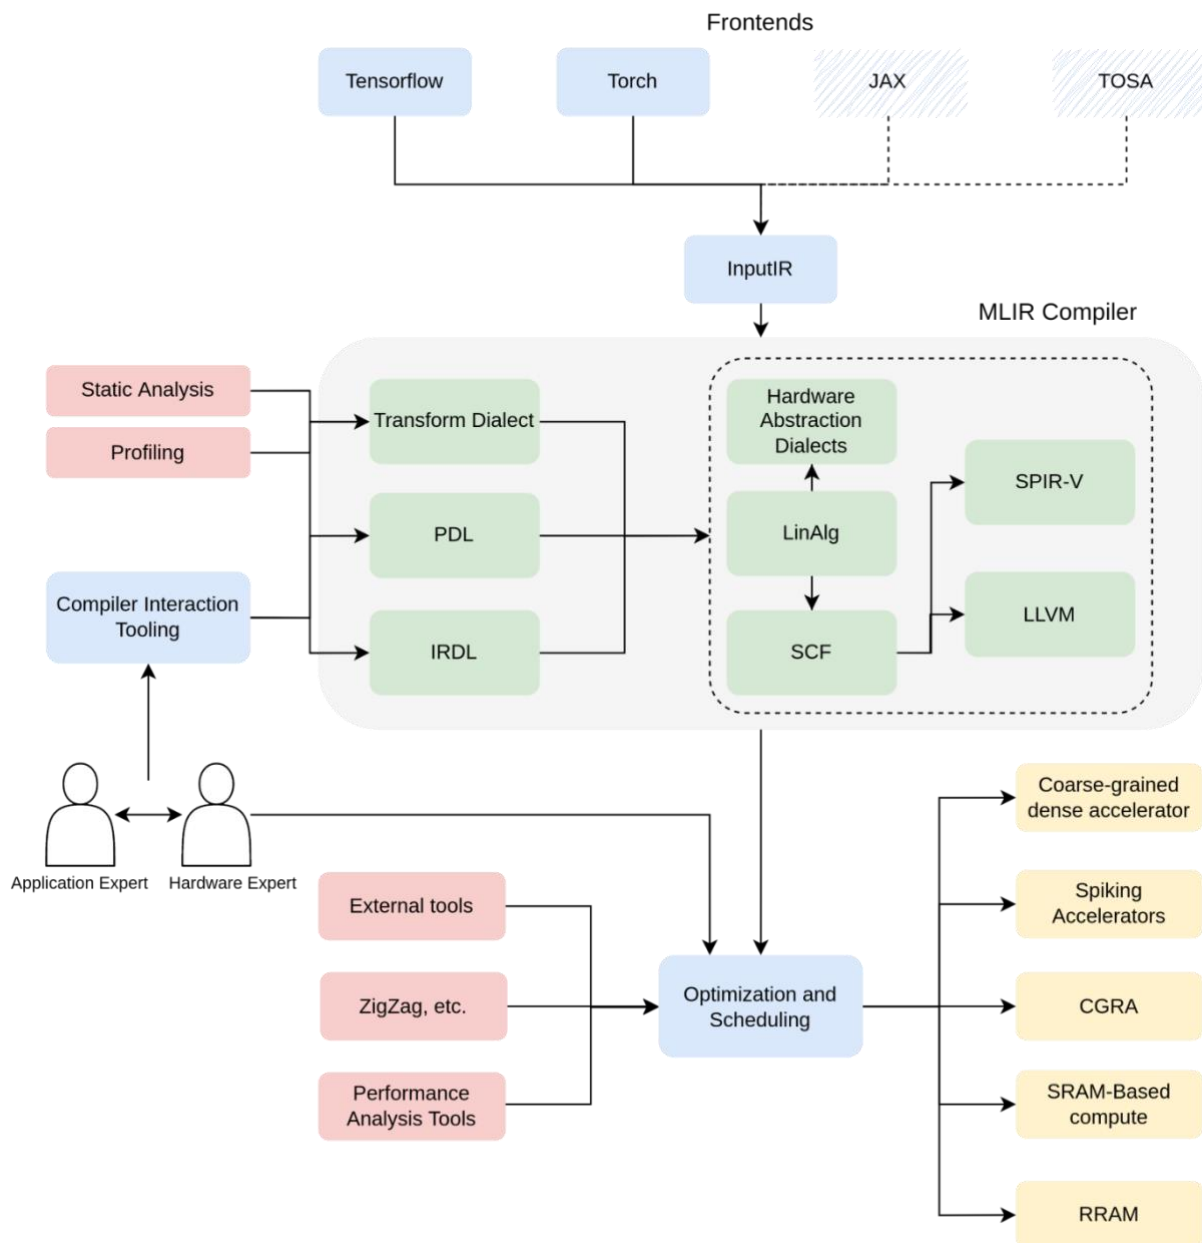 Frontends
Tensorflow
Torch
JAX
TOSA
InputIR
MLIR Compiler
Static Analysis
Profiling
Transform Dialect
Hardware
Abstraction
Dialects
SPIR-V
PDL
LinAlg
Compiler Interaction
Tooling
IRDL
SCF
LLVM
Application Expert
Hardware Expert
External tools
ZigZag, etc.
Performance
Analysis Tools
Optimization and
Scheduling
Coarse-grained
dense accelerator
Spiking
Accelerators
CGRA
SRAM-Based
compute
RRAM